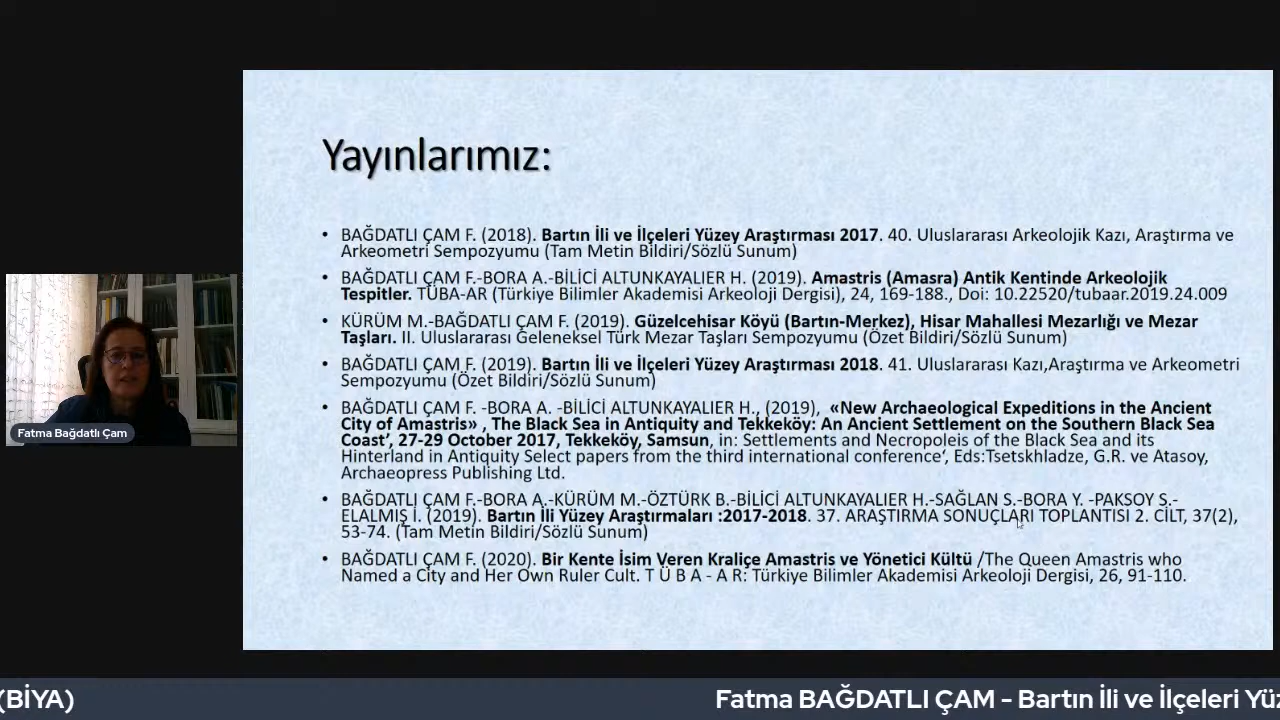 Yayınlarımız:
• BAĞDATLI ÇAM F. (2018). Bartın İli ve İlçeleri Yüzey Araştırması 2017. 40. Uluslararası Arkeolojik Kazı, Araştırma ve
Arkeometri Sempozyumu (Tam Metin Bildiri/Sözlü Sunum)
• BAĞDATLI ÇAM F.-BORA A.-BİLİCİ ALTUNKAYALIER H. (2019). Amastris (Amasra) Antik Kentinde Arkeolojik
Tespitler. TÜBA-AR (Türkiye Bilimler Akademisi Arkeoloji Dergisi), 24, 169-188., Doi: 10.22520/tubaar.2019.24.009
• KÜRÜM M.-BAĞDATLI ÇAM F. (2019). Güzelcehisar Köyü (Bartın-Merkez), Hisar Mahallesi Mezarlığı ve Mezar
Taşları. II. Uluslararası Geleneksel Türk Mezar Taşları Sempozyumu (Özet Bildiri/Sözlü Sunum)
• BAĞDATLI ÇAM F. (2019). Bartın İli ve İlçeleri Yüzey Araştırması 2018. 41. Uluslararası Kazı,Araştırma ve Arkeometri
Sempozyumu (Özet Bildiri/Sözlü Sunum)
• BAĞDATLI ÇAM F. -BORA A. -BİLİCİ ALTUNKAYALIER H., (2019), «New Archaeological Expeditions in the Ancient
City of Amastris» , The Black Sea in Antiquity and Tekkeköy: An Ancient Settlement on the Southern Black Sea
Coast’, 27-29 October 2017, Tekkeköy, Samsun, in: Settlements and Necropoleis of the Black Sea and its
Hinterland in Antiquity Select papers from the third international conference‘, Eds:Tsetskhladze, G.R. ve Atasoy,
Archaeopress Publishing Ltd.
• BAĞDATLI ÇAM F.-BORA A.-KÜRÜM M.-ÖZTÜRK B.-BİLİCİ ALTUNKAYALIER H.-SAĞLAN S.-BORA Y. -PAKSOY S.-
ELALMIŞ İ. (2019). Bartın İli Yüzey Araştırmaları :2017-2018. 37. ARAŞTIRMA SONUÇLARI TOPLANTISI 2. CİLT, 37(2),
53-74. (Tam Metin Bildiri/Sözlü Sunum)
• BAĞDATLI ÇAM F. (2020). Bir Kente İsim Veren Kraliçe Amastris ve Yönetici Kültü /The Queen Amastris who
Named a City and Her Own Ruler Cult. T Ü B A - A R: Türkiye Bilimler Akademisi Arkeoloji Dergisi, 26, 91-110.
Fatma Bağdatlı Çam
(BİYA) Fatma BAĞDATLI ÇAM - Bartın İli ve İlçeleri Yüz